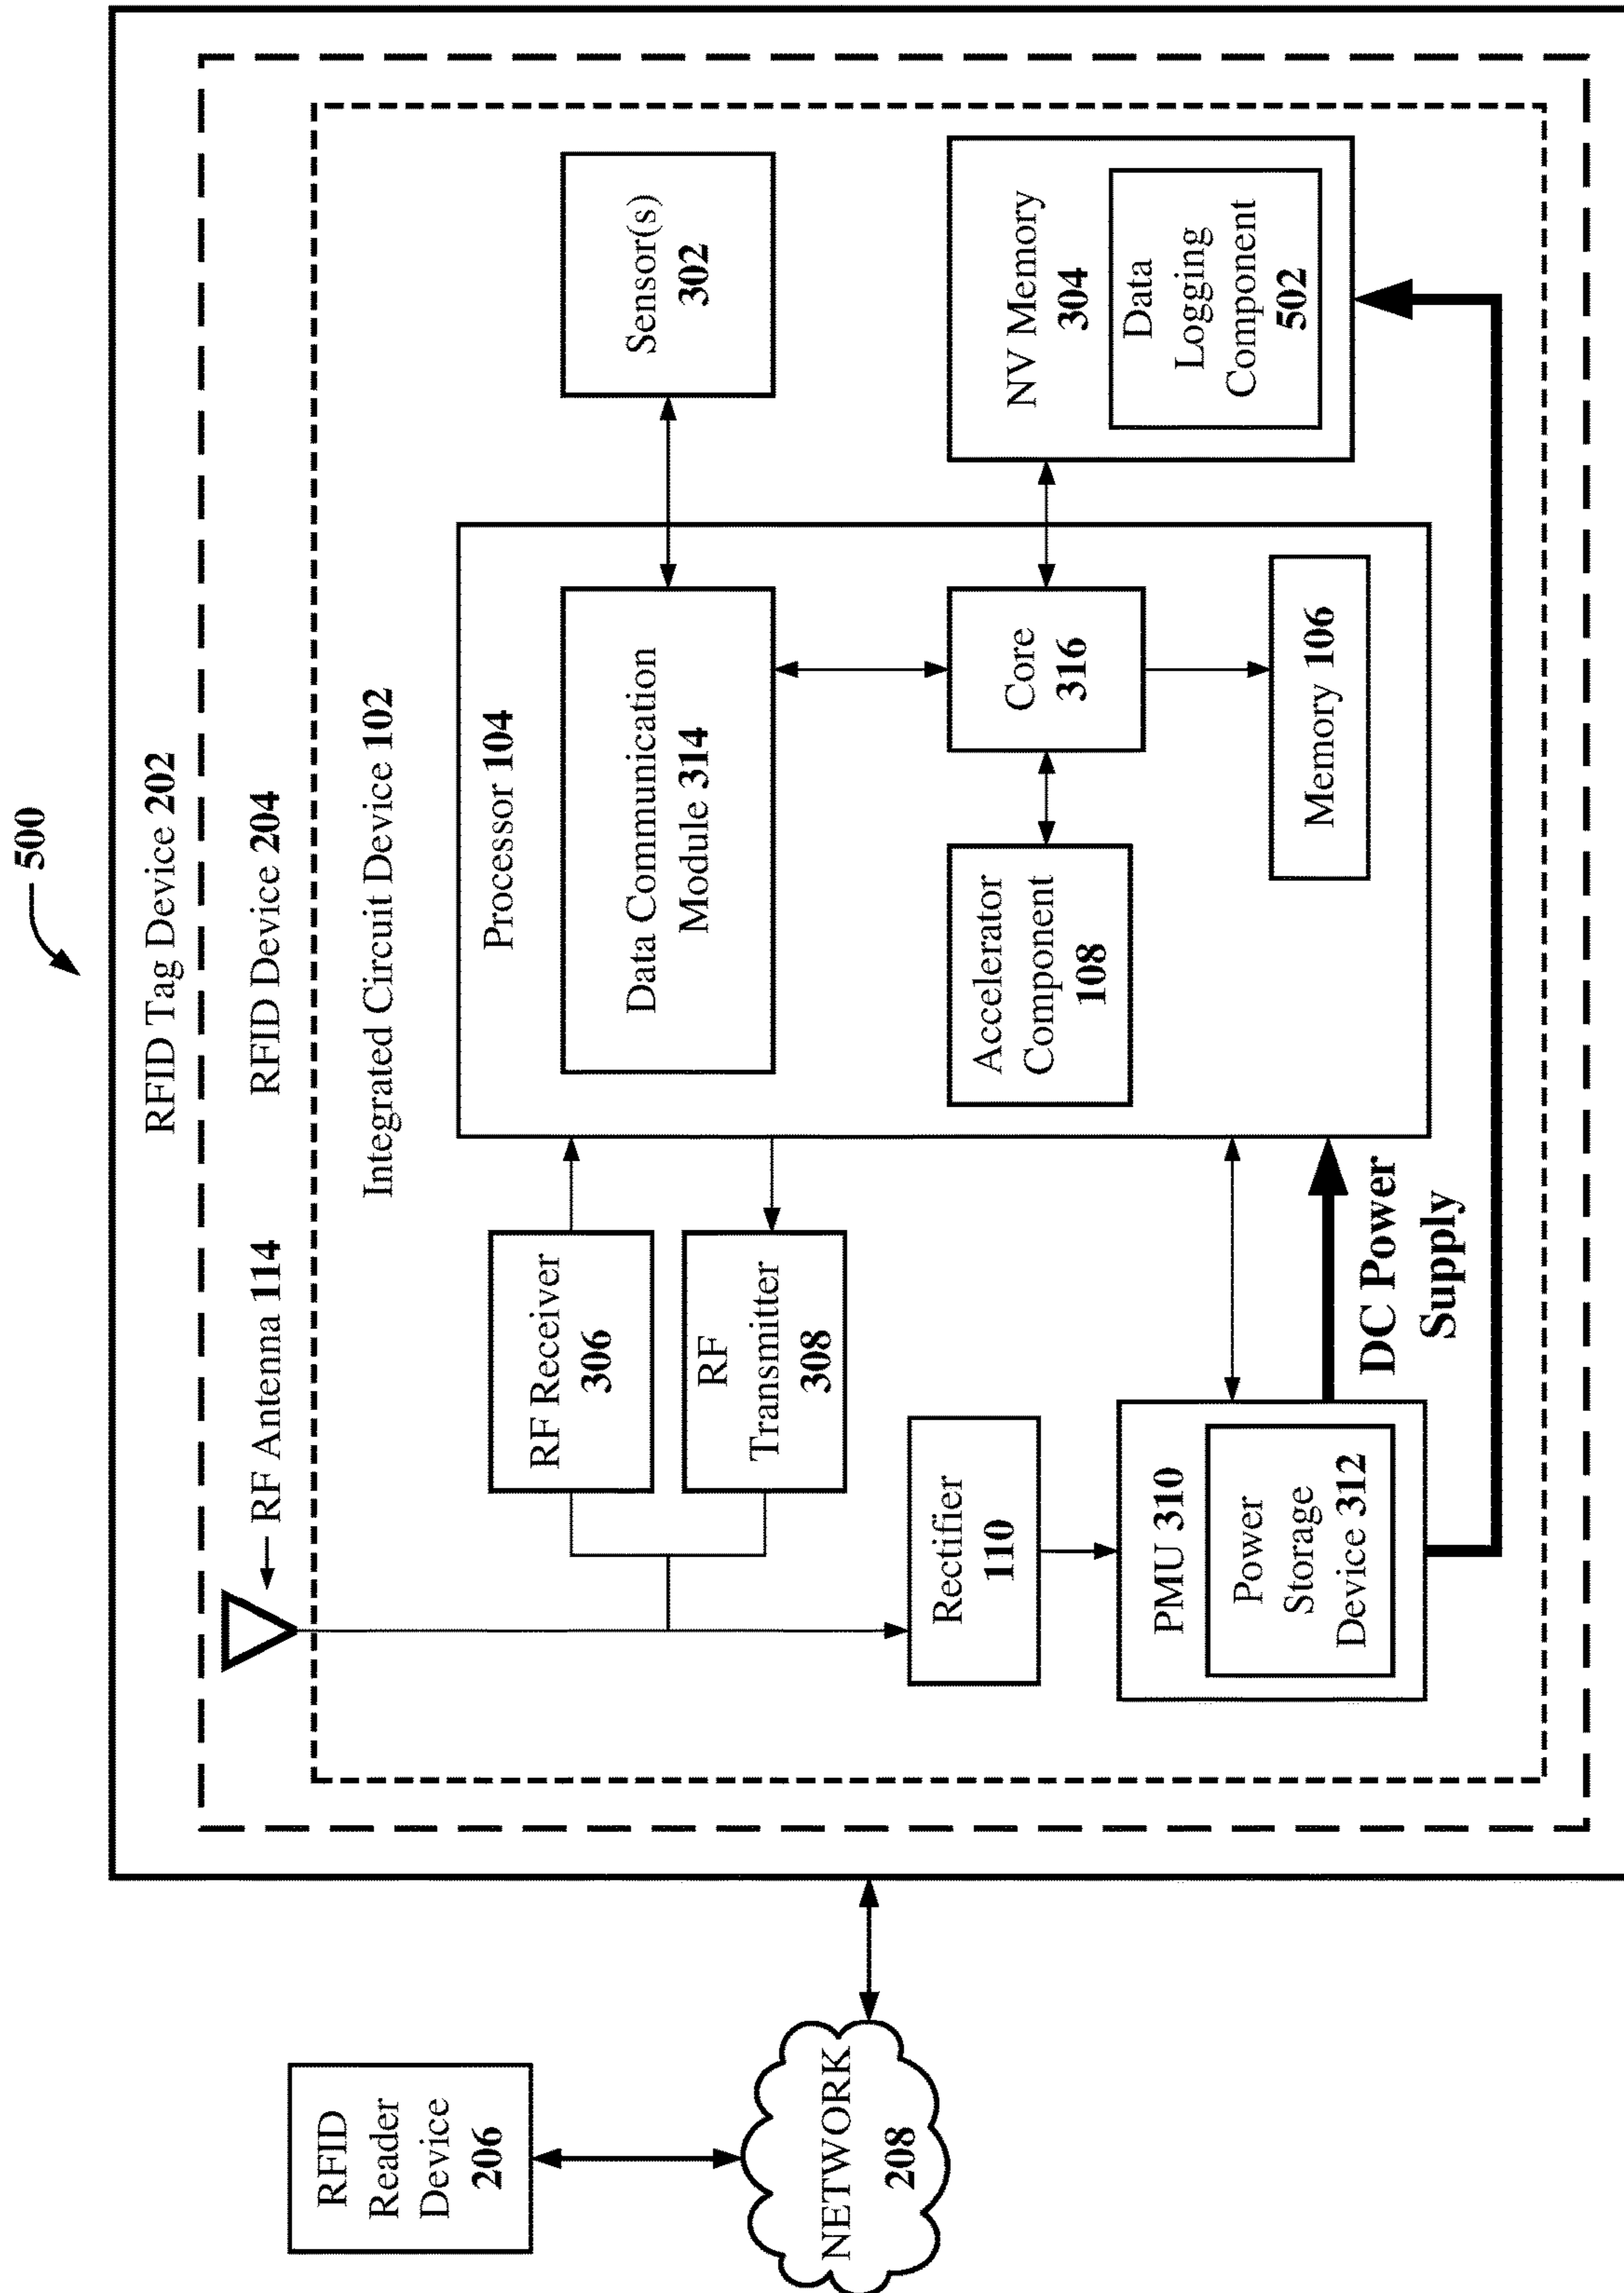 500
RFID Tag Device 202
RF Antenna 114
RFID Device 204
Integrated Circuit Device 102
RFID
Reader
Device
206
NETWORK
208
RF Receiver
306
RF
Transmitter
308
Rectifier
110
PMU 310
Power
Storage
Device 312
DC Power
Supply
Processor 104
Data Communication
Module 314
Accelerator
Component
108
Core
316
Memory 106
Sensor(s)
302
NV Memory
304
Data
Logging
Component
502